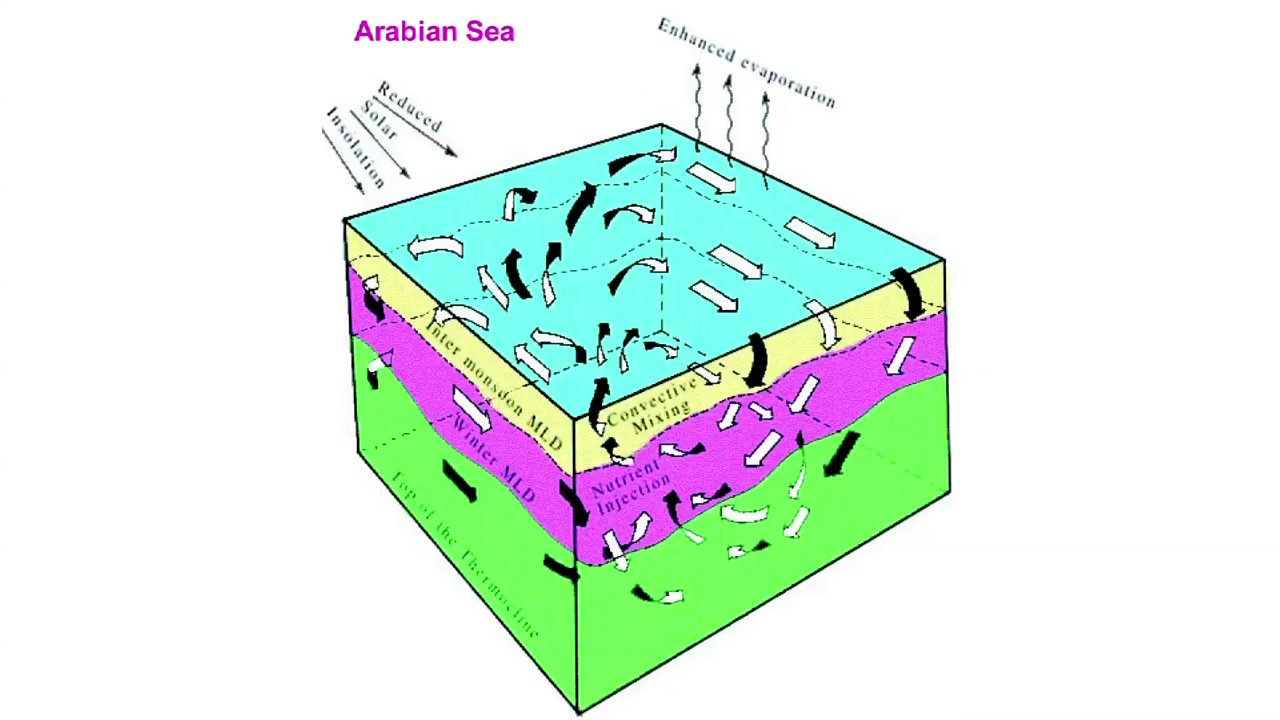 Arabian Sea
Enhanced evaporation
Reduced
Solar
Insolation
Inter monsoon MLD
Convective
Mixing
Winter MLD
Nutrient
Injection
Top of the Thermocline